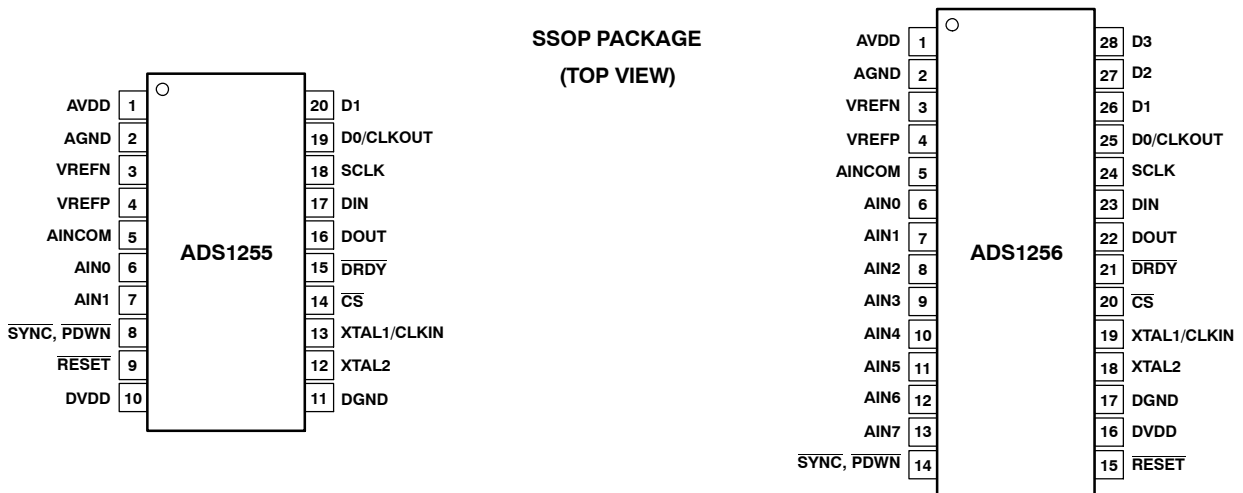 SSOP PACKAGE
(TOP VIEW)
AVDD 1 20 D1
AGND 2 19 D0/CLKOUT
VREFN 3 18 SCLK
VREFP 4 17 DIN
AINCOM 5 16 DOUT
AIN0 6 15 DRDY
AIN1 7 14 CS
SYNC, PDWN 8 13 XTAL1/CLKIN
RESET 9 12 XTAL2
DVDD 10 11 DGND
ADS1255
AVDD 1 28 D3
AGND 2 27 D2
VREFN 3 26 D1
VREFP 4 25 D0/CLKOUT
AINCOM 5 24 SCLK
AIN0 6 23 DIN
AIN1 7 22 DOUT
AIN2 8 21 DRDY
AIN3 9 20 CS
AIN4 10 19 XTAL1/CLKIN
AIN5 11 18 XTAL2
AIN6 12 17 DGND
AIN7 13 16 DVDD
SYNC, PDWN 14 15 RESET
ADS1256